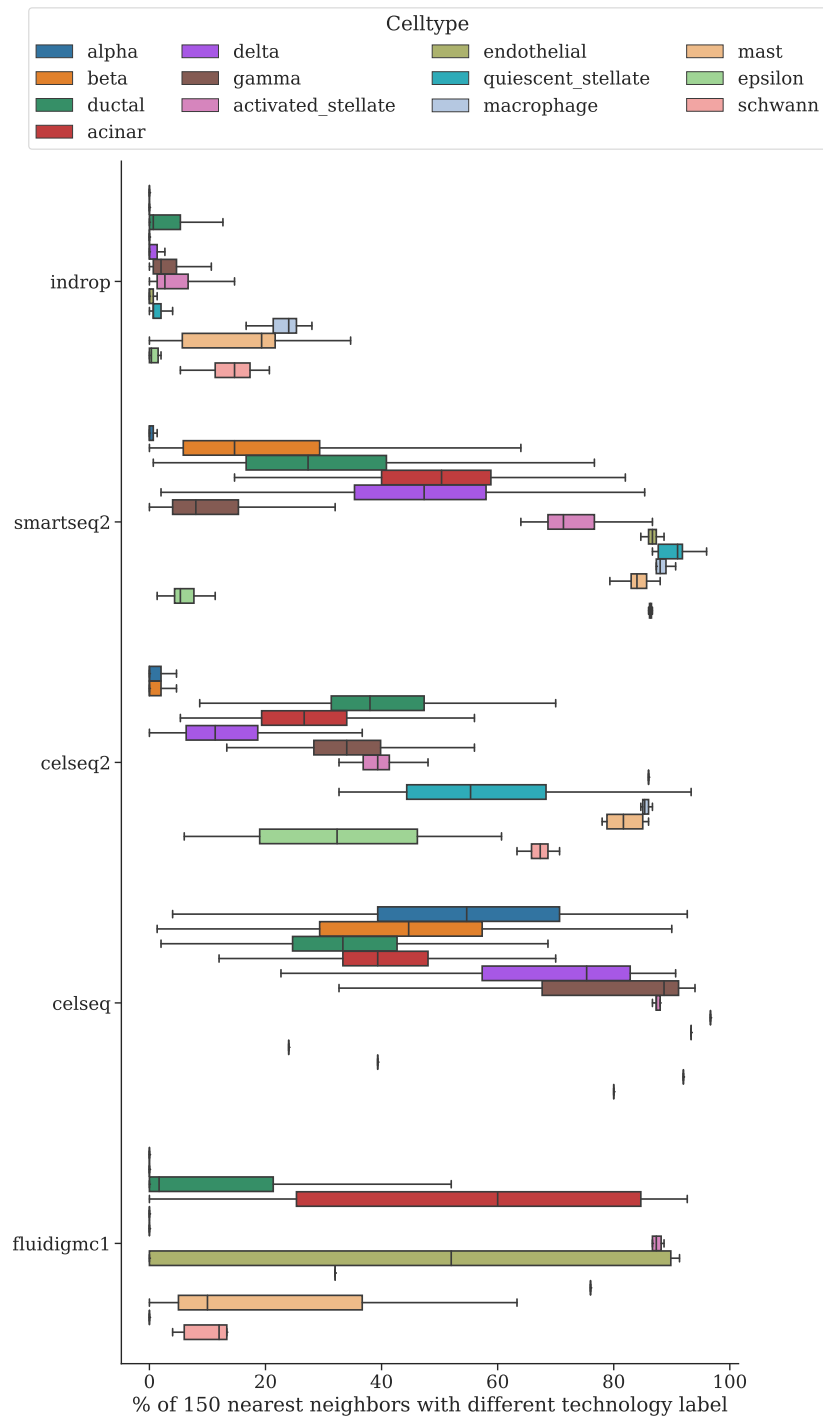 Celltype
alpha delta endothelial mast
beta gamma quiescent_stellate epsilon
ductal activated_stellate macrophage schwann
acinar
indrop
smartseq2
celseq2
celseq
fluidigmc1
0 20 40 60 80 100
% of 150 nearest neighbors with different technology label